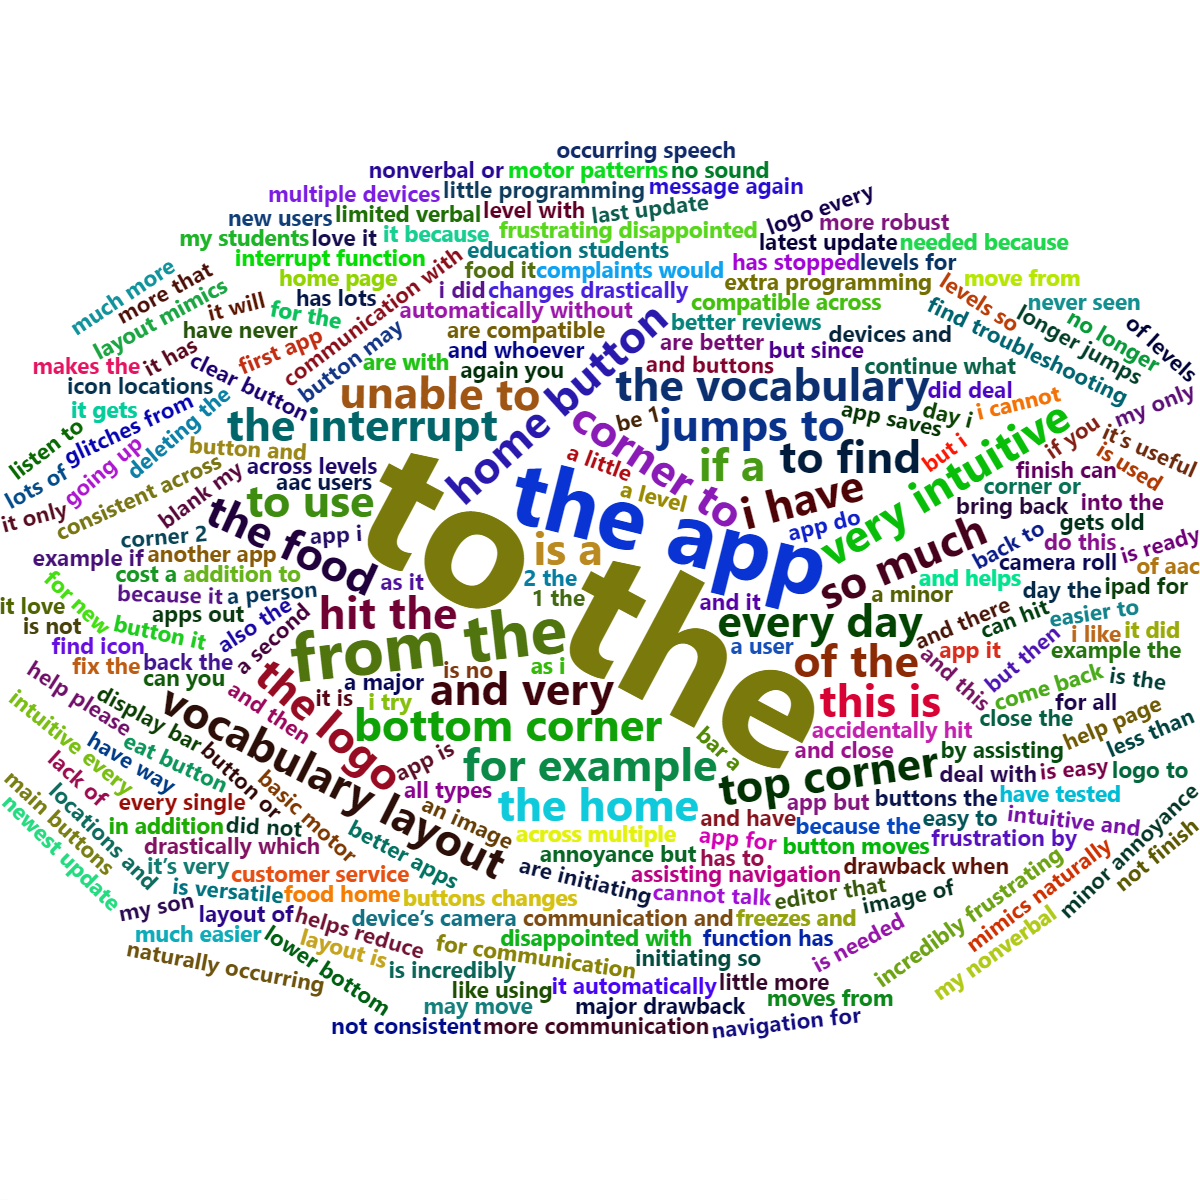 occurring speech
nonverbal or
motor patterns
no sound
multiple devices
little programming
message again
new users
limited verbal
level with
last update
logo every
more robust
my students
love it
it because
frustrating disappointed
latest update
needed because
interrupt function
communication with
education students
has stopped
levels for
much more
more that
home page
food it
complaints would
extra programming
levels so
move from
layout mimics
it will
has lots
i did
changes drastically
compatible across
find troubleshooting
never seen
for the
automatically without
longer jumps
no longer
of levels
have never
button may
are compatible
home button
better reviews
devices and
makes the
it has
first app
and whoever
are better
but since
icon locations
clear button
are with
again you
and buttons
continue what
unable to
the vocabulary
did deal
it gets
glitches from
deleting the
the interrupt
corner to
be 1
jumps to
app saves
day i
i cannot
my only
listen to
lots of
going up
button and
a little
if a
to find
but i
very intuitive
if you
it's useful
is used
it only
consistent across
blank my
across levels
aac users
to use
to the
the app
a level
i have
finish can
corner or
bring back
into the
corner 2
the food
app i
is a
app do
so much
gets old
example if
another app
back to
do this
is ready
cost a
addition to
as it
2 the
camera roll
of aac
for new
because it
a person
1 the
and it
a minor
and helps
day the
ipad for
it love
apps out
hit the
every day
and there
can hit
easier to
is not
button it
also the
a second
from the
a user
app it
i like
it did
find icon
fix the
back the
is no
as i
of the
and this
but then
example the
can you
the logo
it is
a major
i try
and very
this is
come back
is the
for all
help please
display bar
and then
vocabulary layout
bottom corner
bar a
accidentally hit
close the
help page
less than
intuitive every
have way
eat button
button or
app is
for example
and close
by assisting
top corner
deal with
is easy
logo to
lack of
basic motor
all types
an image
the home
app but
buttons the
have tested
main buttons
locations and
every single
and have
because the
easy to
intuitive and
minor annoyance
newest update
in addition
did not
better apps
across multiple
app for
button moves
frustration by
not finish
drastically which
annoyance but
has to
drawback when
it's very
customer service
are initiating
assisting navigation
incredibly frustrating
mimics naturally
is versatile
food home
buttons changes
cannot talk
editor that
image of
my son
layout of
helps reduce
device's camera
communication and
freezes and
my nonverbal
much easier
lower bottom
layout is
for communication
disappointed with
function has
is needed
naturally occurring
is incredibly
initiating so
like using
it automatically
little more
may move
major drawback
moves from
not consistent
more communication
navigation for